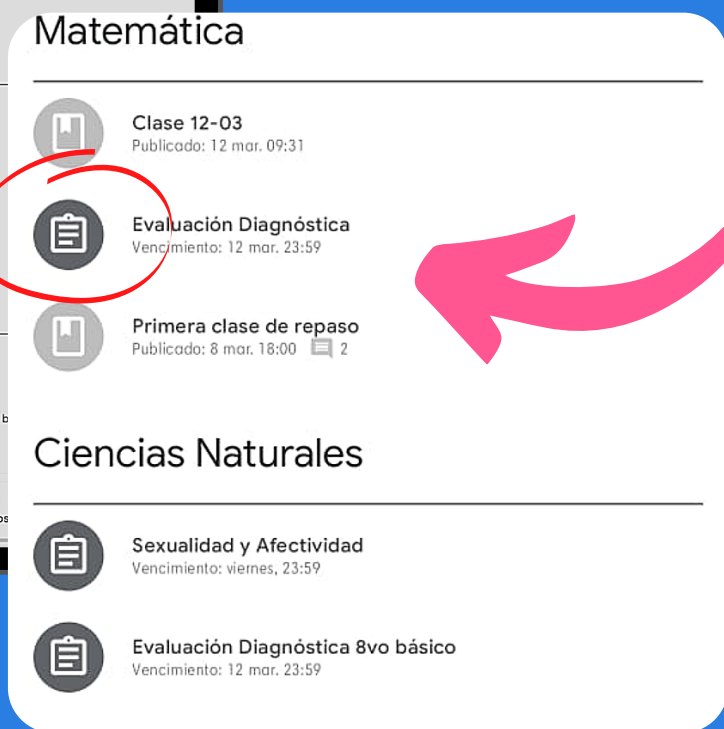 Matemática
Clase 12-03
Publicado: 12 mar. 09:31
Evaluación Diagnóstica
Vencimiento: 12 mar. 23:59
Primera clase de repaso
Publicado: 8 mar. 18:00 2
Ciencias Naturales
Sexualidad y Afectividad
Vencimiento: viernes, 23:59
Evaluación Diagnóstica 8vo básico
Vencimiento: 12 mar. 23:59